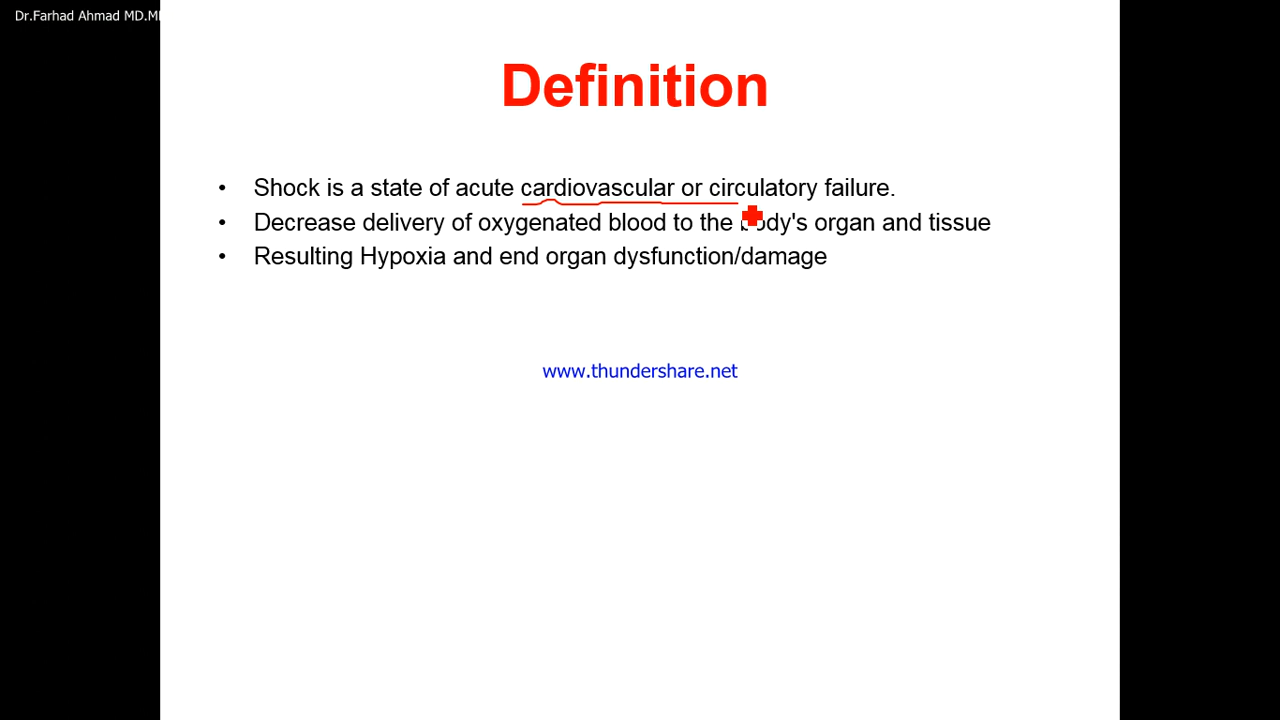 Dr.Farhad Ahmad MD.
Definition
• Shock is a state of acute cardiovascular or circulatory failure.
• Decrease delivery of oxygenated blood to the body's organ and tissue
• Resulting Hypoxia and end organ dysfunction/damage
www.thundershare.net